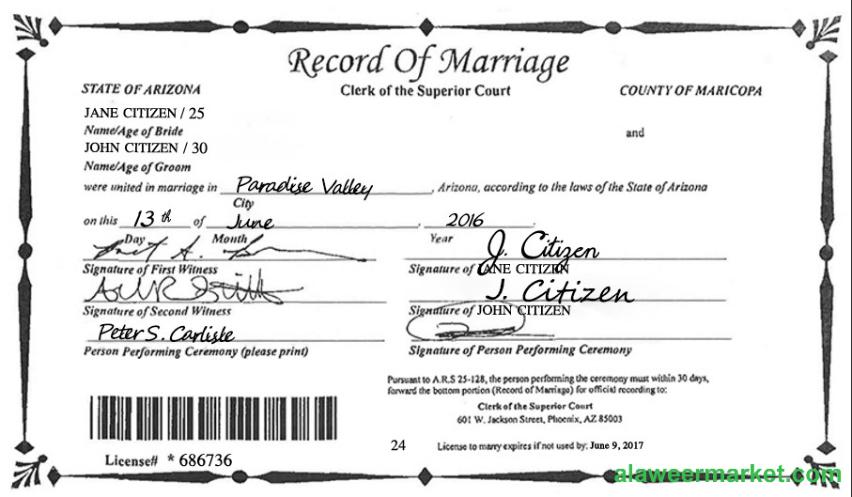 Record Of Marriage
STATE OF ARIZONA Clerk of the Superior Court COUNTY OF MARICOPA
JANE CITIZEN / 25
Name/Age of Bride and
JOHN CITIZEN / 30
Name/Age of Groom
were united in marriage in Paradise Valley, Arizona, according to the laws of the State of Arizona
City
on this 13th of June, 2016.
Day Month Year
J. Citizen
Signature of First Witness Signature of JANE CITIZEN
J. Citizen
Signature of Second Witness Signature of JOHN CITIZEN
Peter S. Carlisle
Person Performing Ceremony (please print) Signature of Person Performing Ceremony
Pursuant to A.R.S 25-128, the person performing the ceremony must within 30 days,
forward the bottom portion (Record of Marriage) for official recording to:
Clerk of the Superior Court
601 W. Jackson Street, Phoenix, AZ 85003
24 License to marry expires if not used by: June 9, 2017
License# * 686736
alaweermarket.com